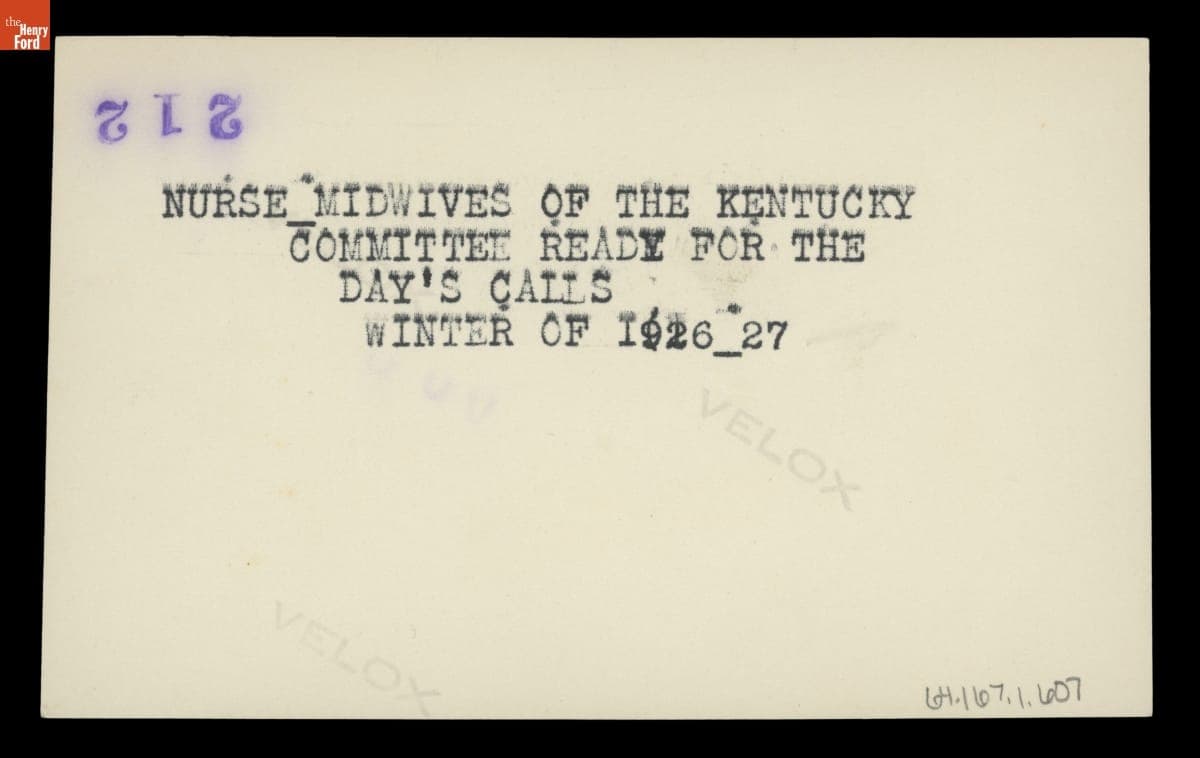 the
Henry
Ford
212
NURSE_MIDWIVES OF THE KENTUCKY
COMMITTEE READY FOR THE
DAY'S CALLS
WINTER OF 1926_27
VELOX
VELOX
64.167.1.607